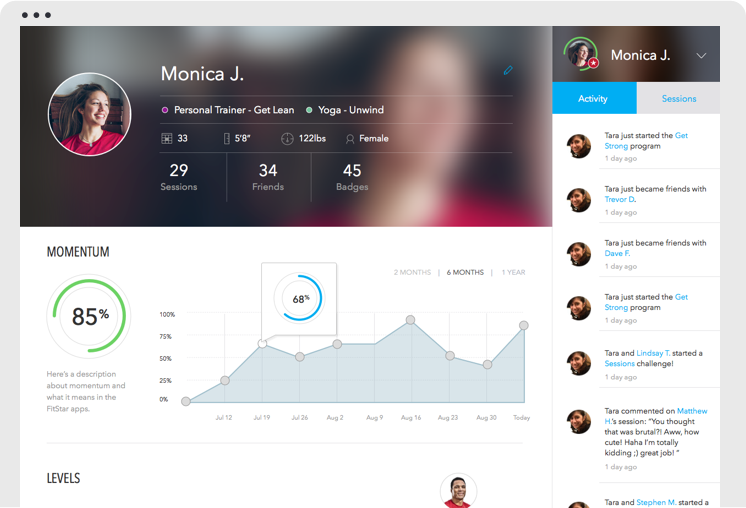 Monica J.
Personal Trainer - Get Lean
Yoga - Unwind
33
5'8"
122lbs
Female
29
Sessions
34
Friends
45
Badges
MOMENTUM
85%
Here's a description
about momentum and
what it means in the
FitStar apps.
2 MONTHS | 6 MONTHS | 1 YEAR
68%
100%
75%
50%
25%
0%
Jul 12
Jul 19
Jul 26
Aug 2
Aug 9
Aug 16
Aug 23
Aug 30
Today
LEVELS
Monica J.
Activity
Sessions
Tara just started the Get
Strong program
1 day ago
Tara just became friends with
Trevor D.
1 day ago
Tara just became friends with
Dave F.
1 day ago
Tara just started the Get
Strong program
1 day ago
Tara and Lindsay T. started a
Sessions challenge!
1 day ago
Tara commented on Matthew
H.'s session: "You thought
that was brutal?! Aww, how
cute! Haha I'm totally
kidding ;) great job! "
1 day ago
Tara and Stephen M. started a